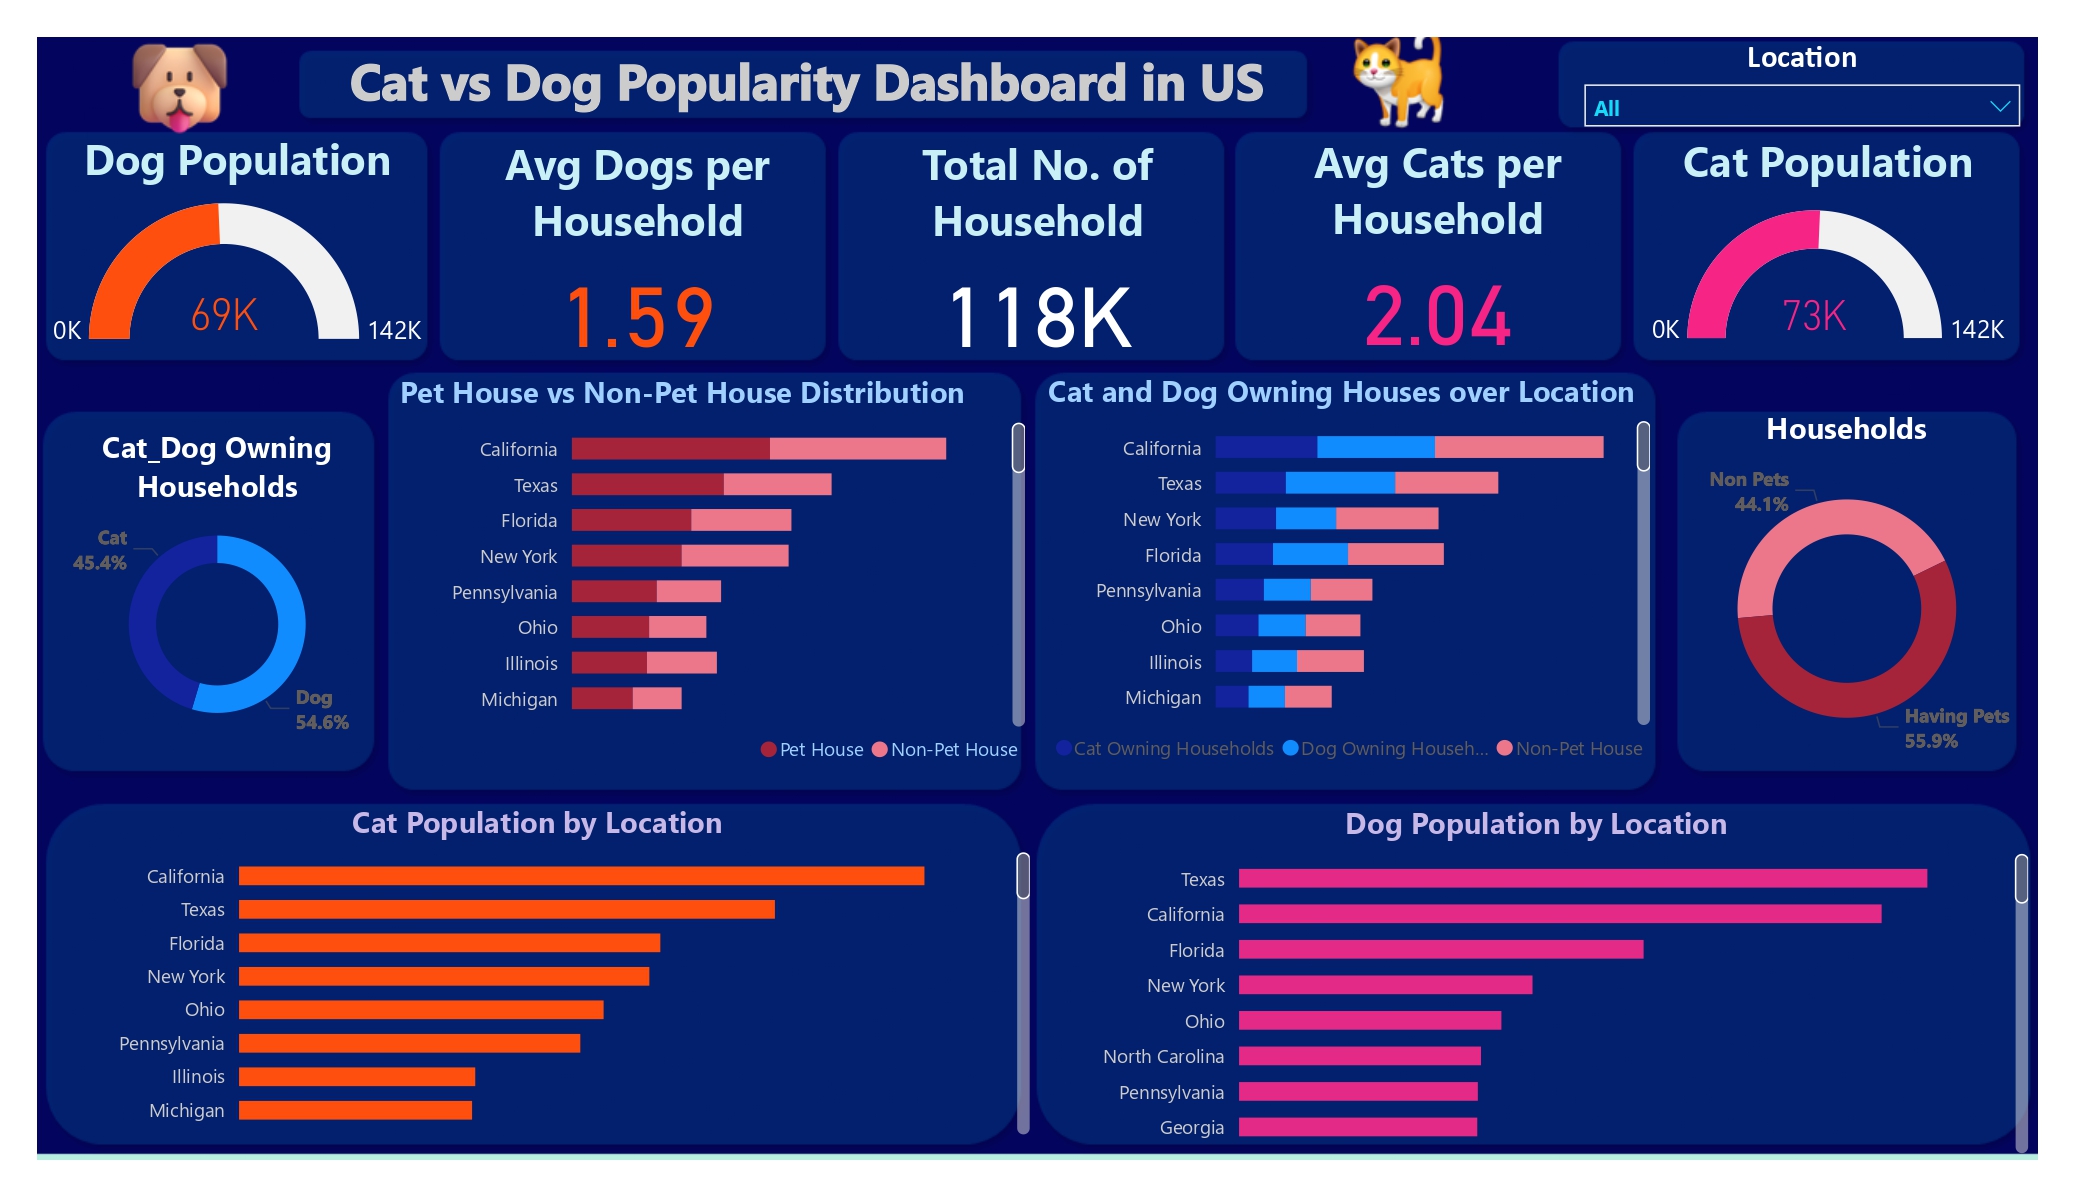 Cat vs Dog Popularity Dashboard in US
Location
All
Dog Population
69K
0K
142K
Avg Dogs per
Household
1.59
Total No. of
Household
118K
Avg Cats per
Household
2.04
Cat Population
73K
0K
142K
Cat_Dog Owning
Households
Cat
45.4%
Dog
54.6%
Pet House vs Non-Pet House Distribution
California
Texas
Florida
New York
Pennsylvania
Ohio
Illinois
Michigan
Pet House
Non-Pet House
Cat and Dog Owning Houses over Location
California
Texas
New York
Florida
Pennsylvania
Ohio
Illinois
Michigan
Cat Owning Households
Dog Owning Househ...
Non-Pet House
Households
Non Pets
44.1%
Having Pets
55.9%
Cat Population by Location
California
Texas
Florida
New York
Ohio
Pennsylvania
Illinois
Michigan
Dog Population by Location
Texas
California
Florida
New York
Ohio
North Carolina
Pennsylvania
Georgia